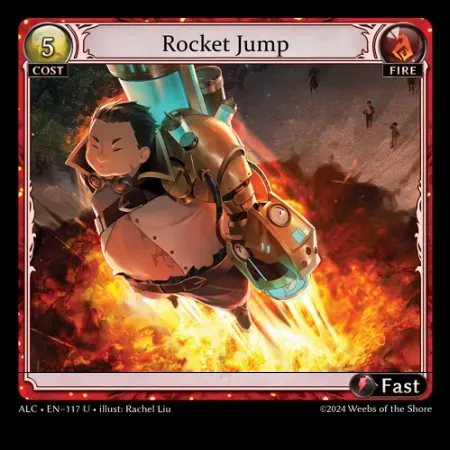 5
Rocket Jump
COST
FIRE
Fast
ALC • EN-117 U • illust: Rachel Liu
©2024 Weebs of the Shore